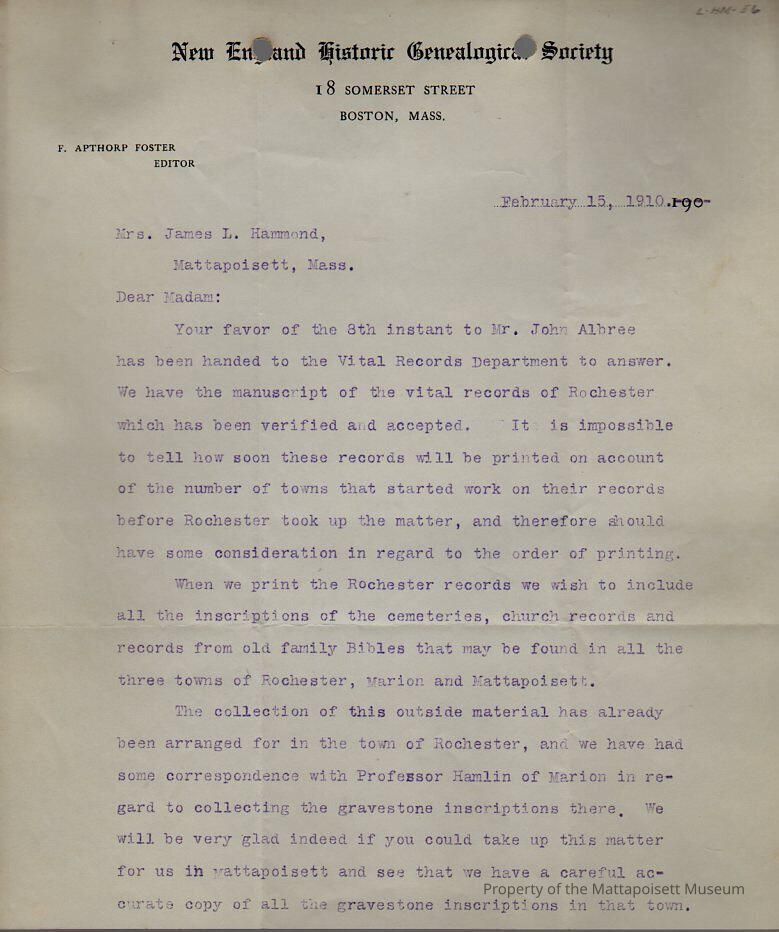 L-HM-56
New England Historic Genealogical Society
18 SOMERSET STREET
BOSTON, MASS.
F. APTHORP FOSTER
EDITOR
February 15, 1910. 190-
Mrs. James L. Hammond,
Mattapoisett, Mass.
Dear Madam:
Your favor of the 8th instant to Mr. John Albree
has been handed to the Vital Records Department to answer.
We have the manuscript of the vital records of Rochester
which has been verified and accepted. It is impossible
to tell how soon these records will be printed on account
of the number of towns that started work on their records
before Rochester took up the matter, and therefore should
have some consideration in regard to the order of printing.
When we print the Rochester records we wish to include
all the inscriptions of the cemeteries, church records and
records from old family Bibles that may be found in all the
three towns of Rochester, Marion and Mattapoisett.
The collection of this outside material has already
been arranged for in the town of Rochester, and we have had
some correspondence with Professor Hamlin of Marion in re-
gard to collecting the gravestone inscriptions there. We
will be very glad indeed if you could take up this matter
for us in Mattapoisett and see that we have a careful ac-
Property of the Mattapoisett Museum
curate copy of all the gravestone inscriptions in that town.